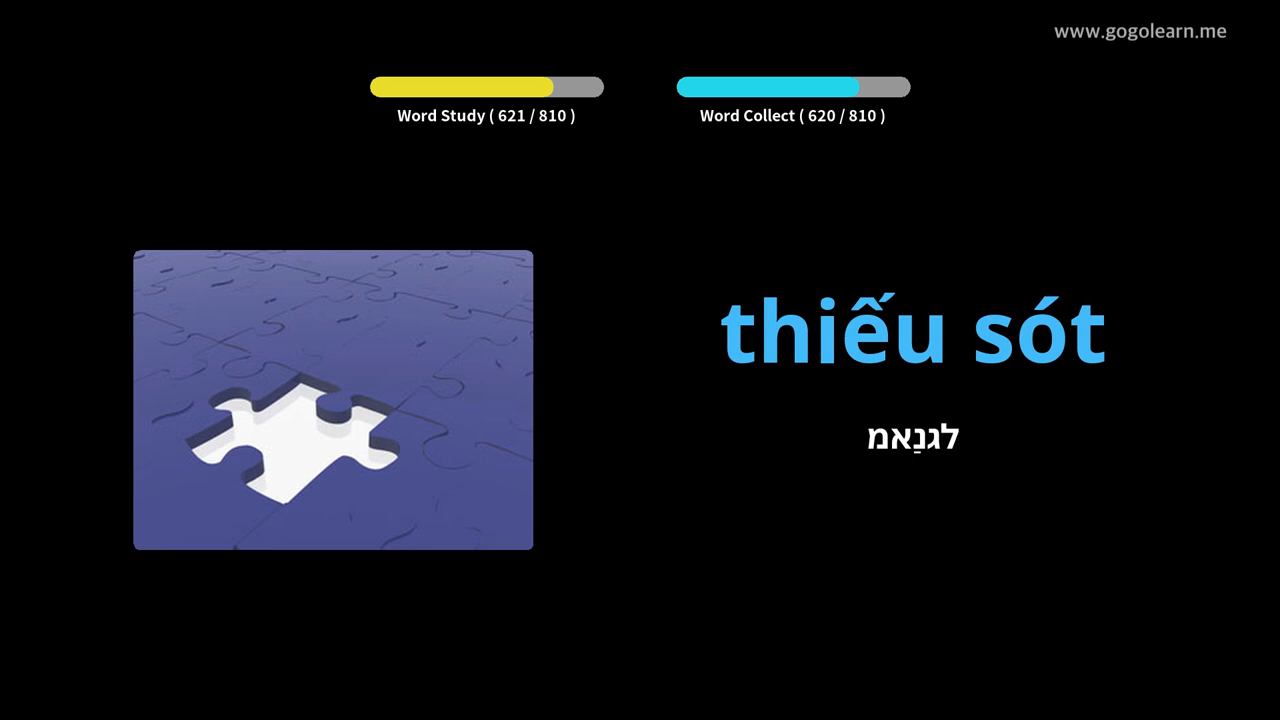 www.gogolearn.me
Word Study ( 621 / 810 )
Word Collect ( 620 / 810 )
thiếu sót
לגנַאמ